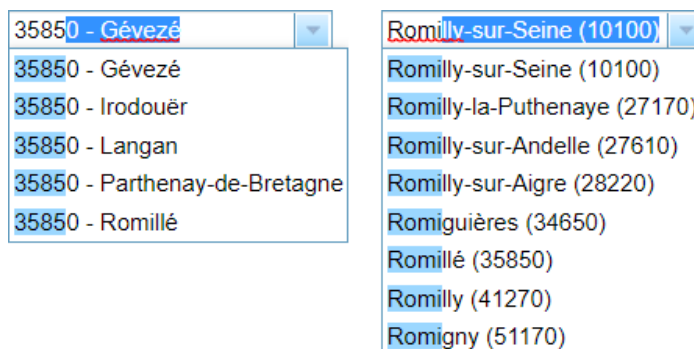 35850 - Gévezé
35850 - Gévezé
35850 - Irodouër
35850 - Langan
35850 - Parthenay-de-Bretagne
35850 - Romillé
Romilly-sur-Seine (10100)
Romilly-sur-Seine (10100)
Romilly-la-Puthenaye (27170)
Romilly-sur-Andelle (27610)
Romilly-sur-Aigre (28220)
Romiguières (34650)
Romillé (35850)
Romilly (41270)
Romigny (51170)